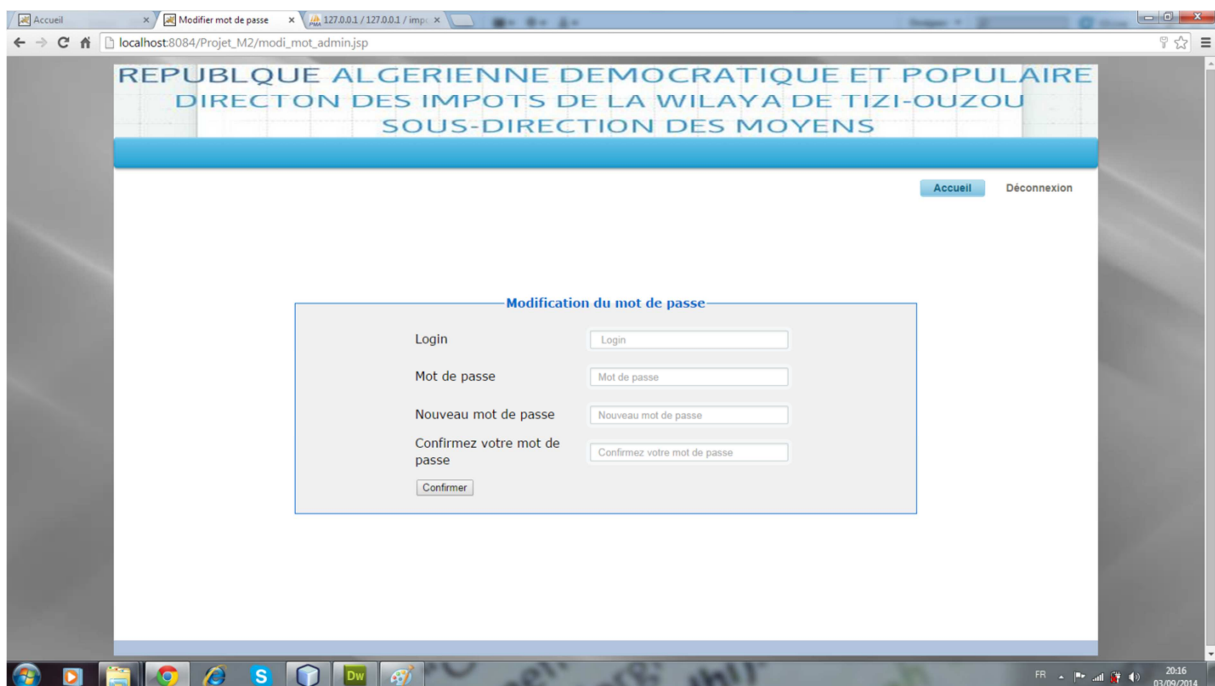 Accueil
Modifier mot de passe
127.0.0.1 / 127.0.0.1 / imp
localhost:8084/Projet_M2/modi_mot_admin.jsp
REPUBLQUE ALGERIENNE DEMOCRATIQUE ET POPULAIRE
DIRECTON DES IMPOTS DE LA WILAYA DE TIZI-OUZOU
SOUS-DIRECTION DES MOYENS
Accueil Déconnexion
Modification du mot de passe
Login Login
Mot de passe Mot de passe
Nouveau mot de passe Nouveau mot de passe
Confirmez votre mot de
passe
Confirmez votre mot de passe
Confirmer
S Dw FR 20:16
03/09/2014